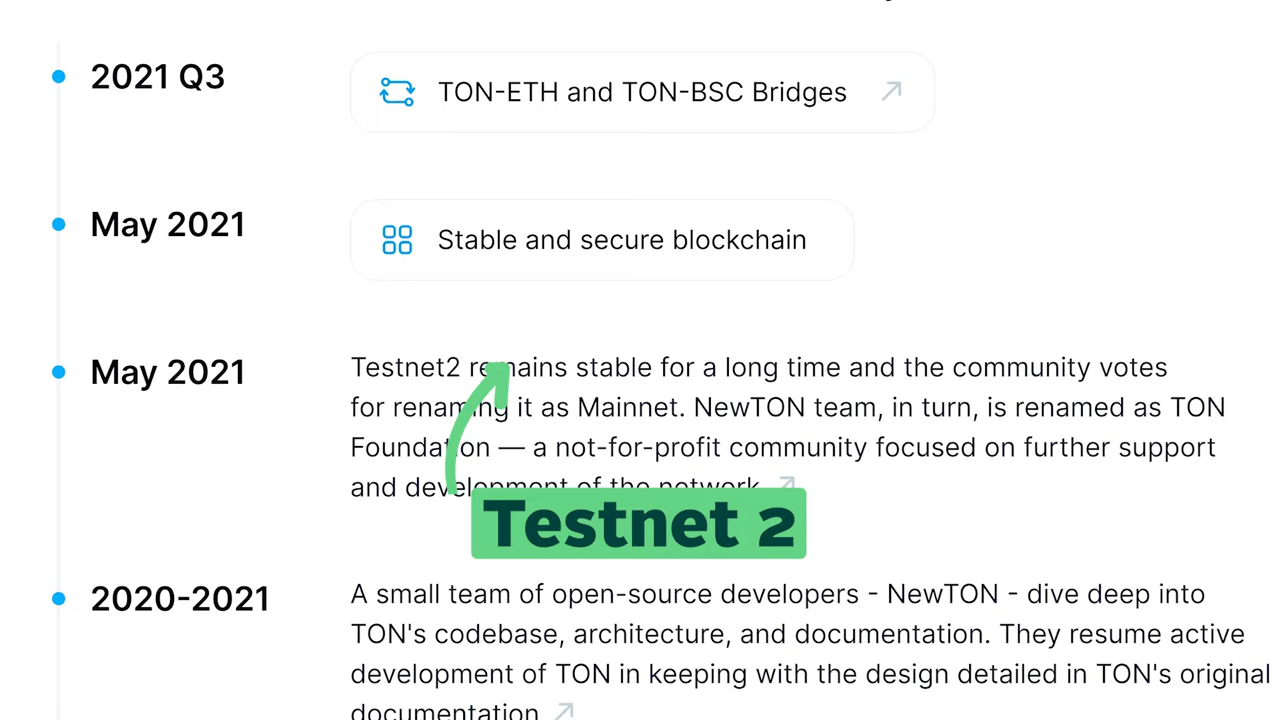 2021 Q3
TON-ETH and TON-BSC Bridges
May 2021
Stable and secure blockchain
May 2021
Testnet2 remains stable for a long time and the community votes
for renaming it as Mainnet. NewTON team, in turn, is renamed as TON
Foundation — a not-for-profit community focused on further support
and development of the network.
Testnet 2
2020-2021
A small team of open-source developers - NewTON - dive deep into
TON's codebase, architecture, and documentation. They resume active
development of TON in keeping with the design detailed in TON's original
documentation.